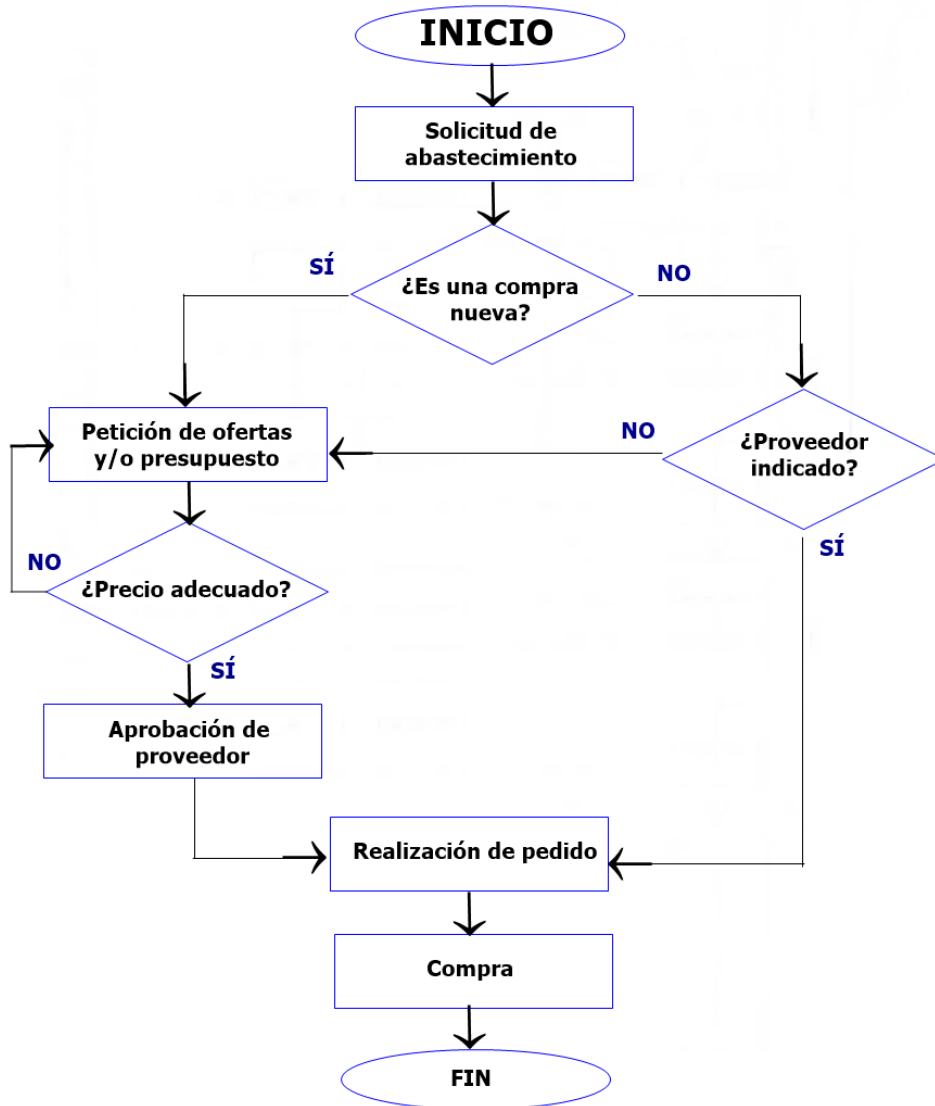 INICIO
Solicitud de
abastecimiento
SÍ
¿Es una compra
nueva?
NO
Petición de ofertas
y/o presupuesto
NO
¿Proveedor
indicado?
NO
¿Precio adecuado?
SÍ
SÍ
Aprobación de
proveedor
Realización de pedido
Compra
FIN